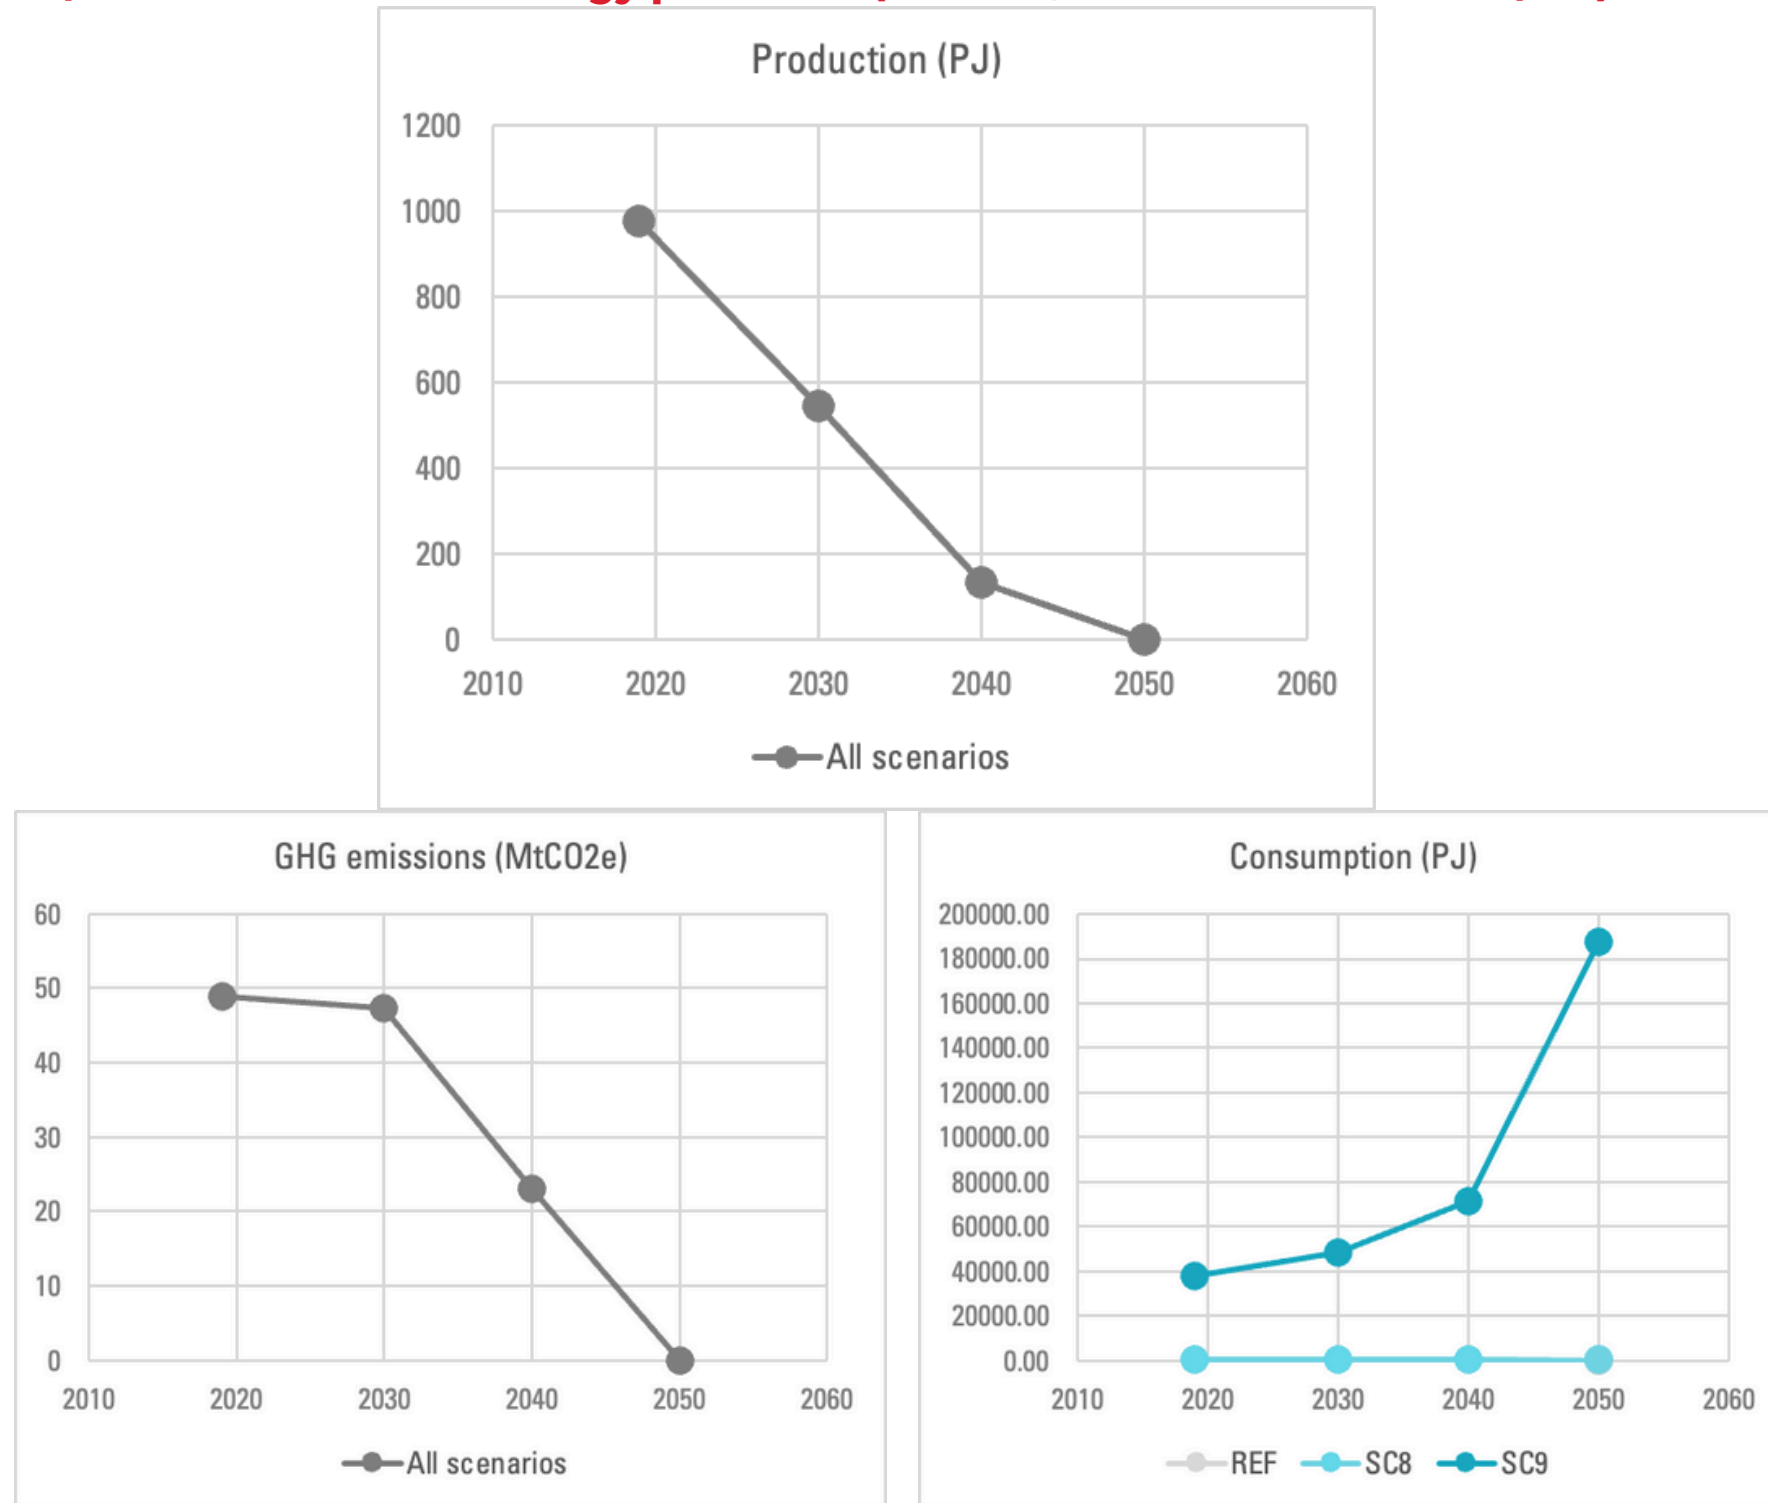 Production (PJ)
1200
1000
800
600
400
200
0
2010 2020 2030 2040 2050 2060
All scenarios
GHG emissions (MtCO2e)
60
50
40
30
20
10
0
2010 2020 2030 2040 2050 2060
All scenarios
Consumption (PJ)
200000.00
180000.00
160000.00
140000.00
120000.00
100000.00
80000.00
60000.00
40000.00
20000.00
0.00
2010 2020 2030 2040 2050 2060
REF SC8 SC9